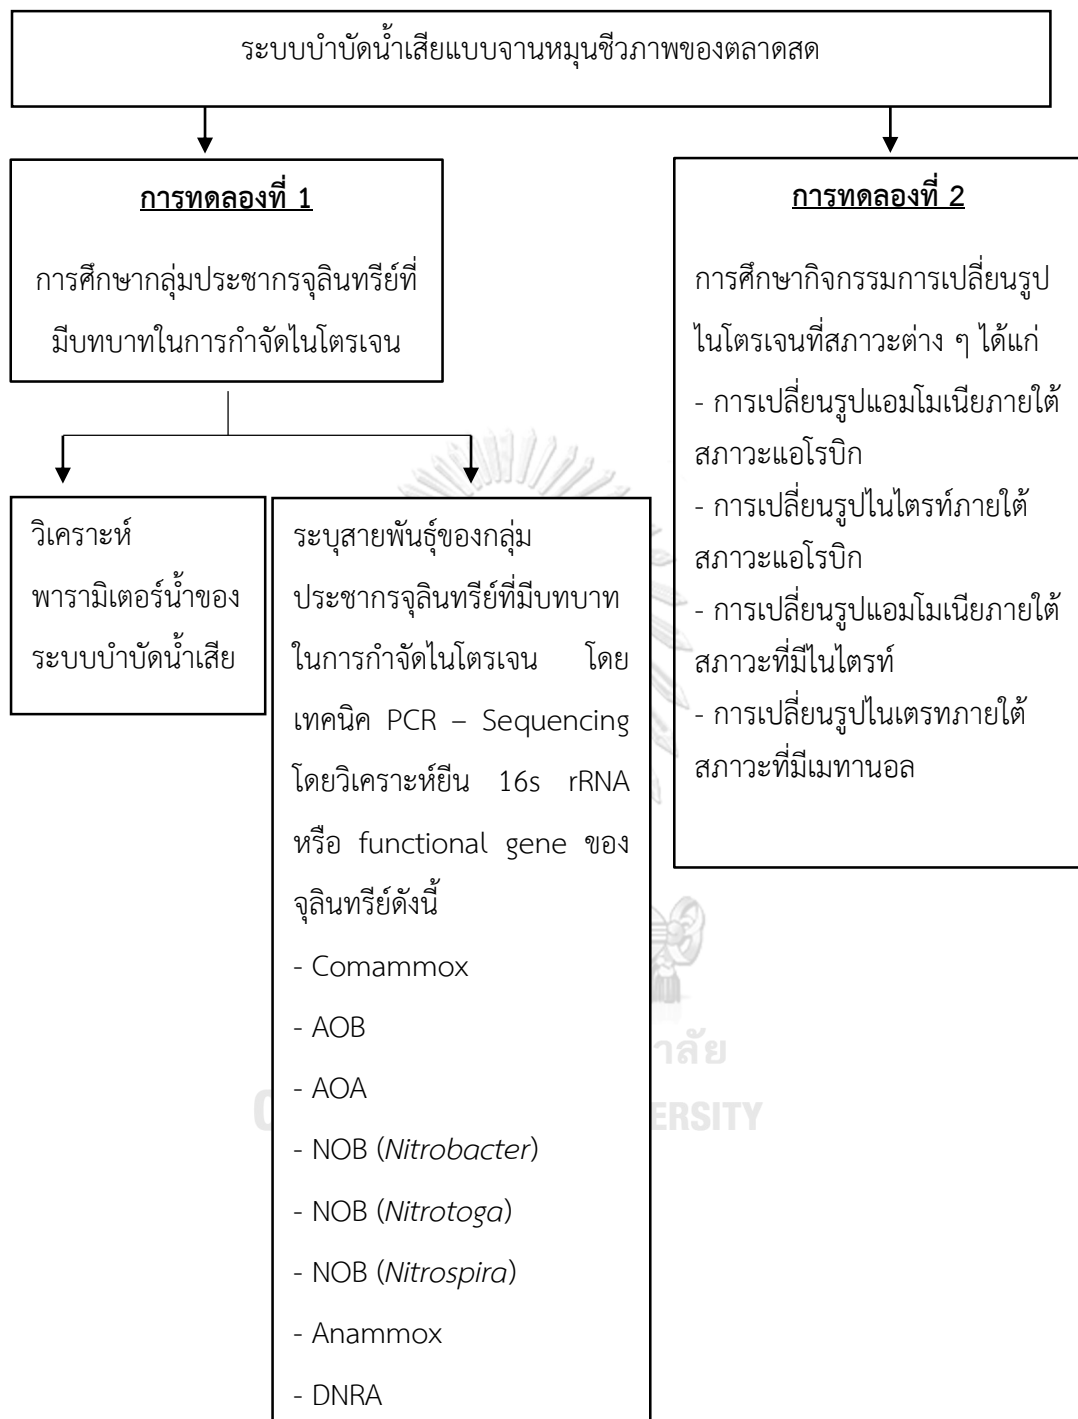 ระบบบำบัดน้ำเสียแบบจานหมุนชีวภาพของตลาดสด
การทดลองที่ 1
การศึกษากลุ่มประชากรจุลินทรีย์ที่
มีบทบาทในการกำจัดไนโตรเจน
การทดลองที่ 2
การศึกษากิจกรรมการเปลี่ยนรูป
ไนโตรเจนที่สภาวะต่าง ๆ ได้แก่
- การเปลี่ยนรูปแอมโมเนียภายใต้
สภาวะแอโรบิก
- การเปลี่ยนรูปไนไตรท์ภายใต้
สภาวะแอโรบิก
- การเปลี่ยนรูปแอมโมเนียภายใต้
สภาวะที่มีไนไตรท์
- การเปลี่ยนรูปไนเตรทภายใต้
สภาวะที่มีเมทานอล
วิเคราะห์
พารามิเตอร์น้ำของ
ระบบบำบัดน้ำเสีย
ระบุสายพันธุ์ของกลุ่ม
ประชากรจุลินทรีย์ที่มีบทบาท
ในการกำจัดไนโตรเจน โดย
เทคนิค PCR – Sequencing
โดยวิเคราะห์ยีน 16s rRNA
หรือ functional gene ของ
จุลินทรีย์ดังนี้
- Comammox
- AOB
- AOA
- NOB (Nitrobacter)
- NOB (Nitrotoga)
- NOB (Nitrospira)
- Anammox
- DNRA
าลัย
ERSITY